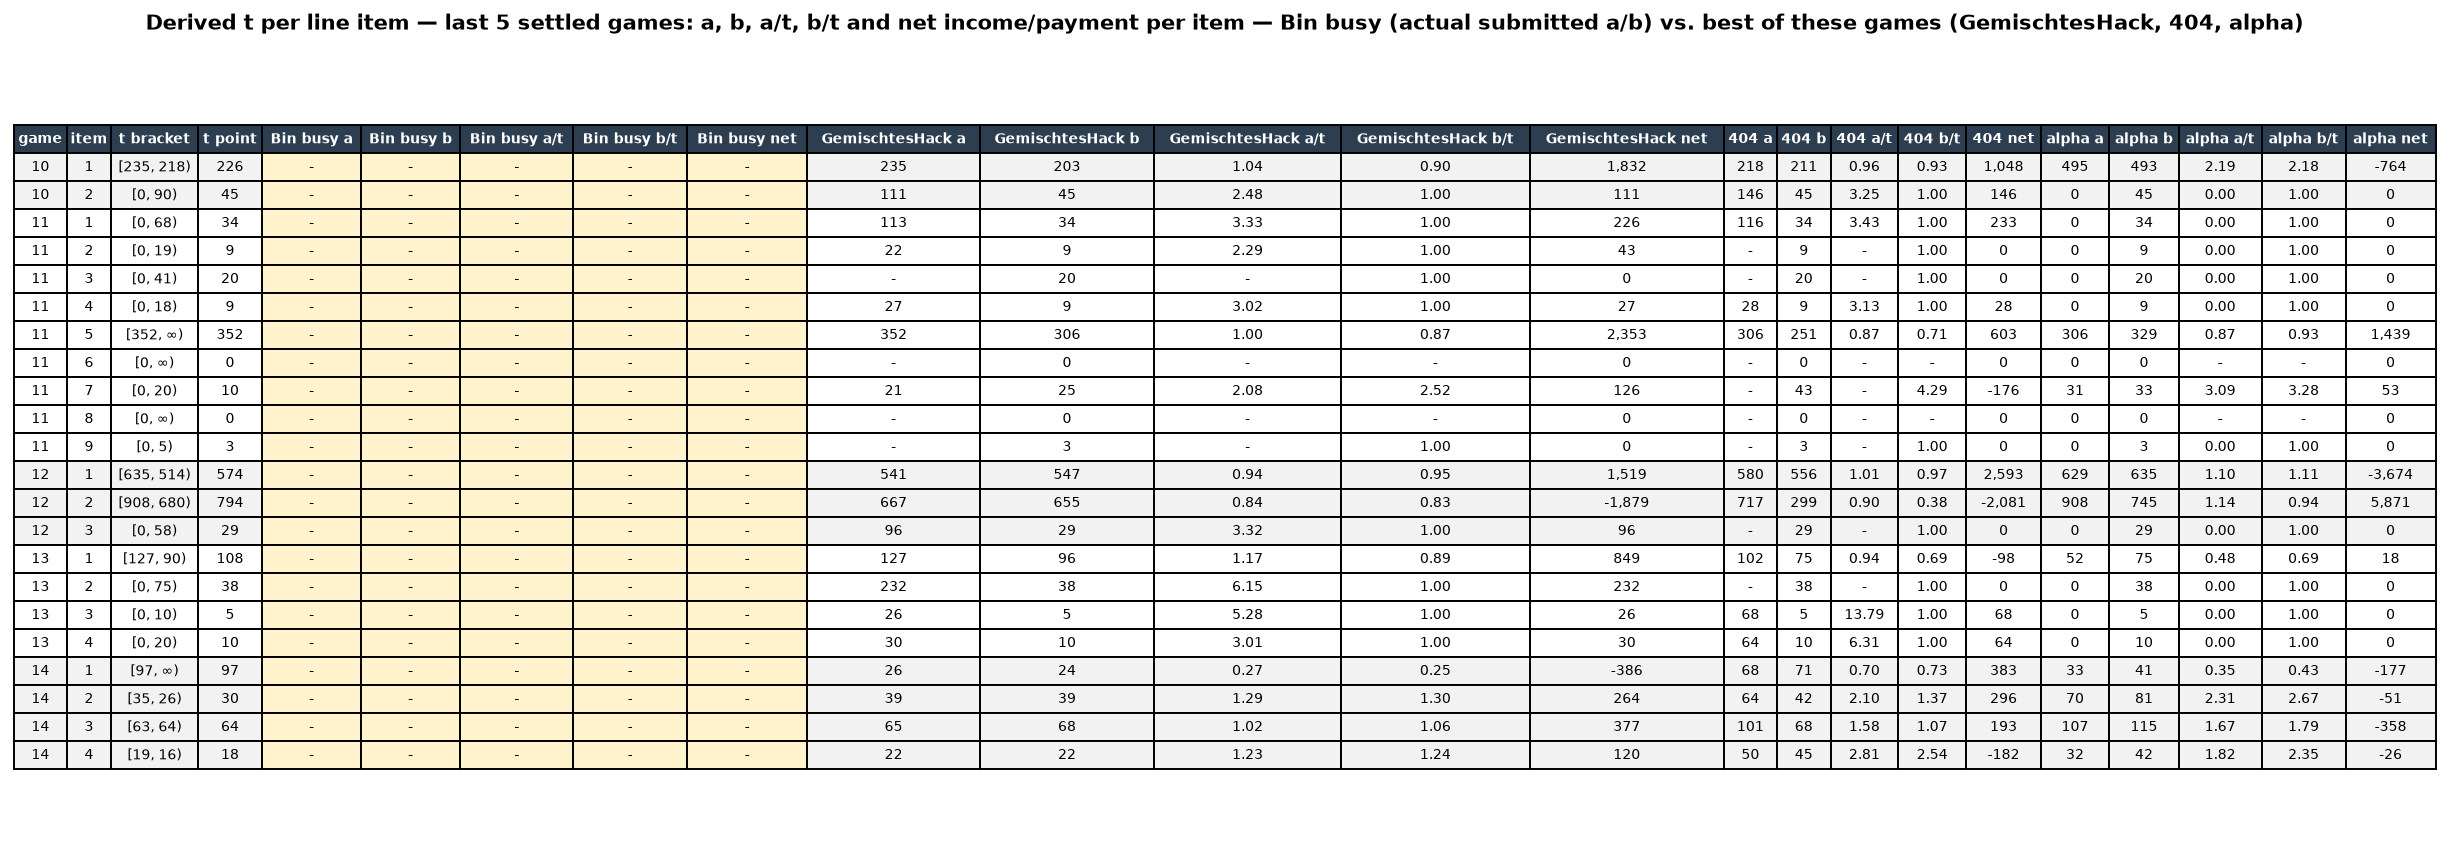 Derived t per line item — last 5 settled games: a, b, a/t, b/t and net income/payment per item — Bin busy (actual submitted a/b) vs. best of these games (GemischtesHack, 404, alpha)
game item t bracket t point Bin busy a Bin busy b Bin busy a/t Bin busy b/t Bin busy net GemischtesHack a GemischtesHack b GemischtesHack a/t GemischtesHack b/t GemischtesHack net 404 a 404 b 404 a/t 404 b/t 404 net alpha a alpha b alpha a/t alpha b/t alpha net
10 1 [235, 218) 226 - - - - - 235 203 1.04 0.90 1,832 218 211 0.96 0.93 1,048 495 493 2.19 2.18 -764
10 2 [0, 90) 45 - - - - - 111 45 2.48 1.00 111 146 45 3.25 1.00 146 0 45 0.00 1.00 0
11 1 [0, 68) 34 - - - - - 113 34 3.33 1.00 226 116 34 3.43 1.00 233 0 34 0.00 1.00 0
11 2 [0, 19) 9 - - - - - 22 9 2.29 1.00 43 - 9 - 1.00 0 0 9 0.00 1.00 0
11 3 [0, 41) 20 - - - - - - 20 - 1.00 0 - 20 - 1.00 0 0 20 0.00 1.00 0
11 4 [0, 18) 9 - - - - - 27 9 3.02 1.00 27 28 9 3.13 1.00 28 0 9 0.00 1.00 0
11 5 [352, ∞) 352 - - - - - 352 306 1.00 0.87 2,353 306 251 0.87 0.71 603 306 329 0.87 0.93 1,439
11 6 [0, ∞) 0 - - - - - - 0 - - 0 - 0 - - 0 0 0 - - 0
11 7 [0, 20) 10 - - - - - 21 25 2.08 2.52 126 - 43 - 4.29 -176 31 33 3.09 3.28 53
11 8 [0, ∞) 0 - - - - - - 0 - - 0 - 0 - - 0 0 0 - - 0
11 9 [0, 5) 3 - - - - - - 3 - 1.00 0 - 3 - 1.00 0 0 3 0.00 1.00 0
12 1 [635, 514) 574 - - - - - 541 547 0.94 0.95 1,519 580 556 1.01 0.97 2,593 629 635 1.10 1.11 -3,674
12 2 [908, 680) 794 - - - - - 667 655 0.84 0.83 -1,879 717 299 0.90 0.38 -2,081 908 745 1.14 0.94 5,871
12 3 [0, 58) 29 - - - - - 96 29 3.32 1.00 96 - 29 - 1.00 0 0 29 0.00 1.00 0
13 1 [127, 90) 108 - - - - - 127 96 1.17 0.89 849 102 75 0.94 0.69 -98 52 75 0.48 0.69 18
13 2 [0, 75) 38 - - - - - 232 38 6.15 1.00 232 - 38 - 1.00 0 0 38 0.00 1.00 0
13 3 [0, 10) 5 - - - - - 26 5 5.28 1.00 26 68 5 13.79 1.00 68 0 5 0.00 1.00 0
13 4 [0, 20) 10 - - - - - 30 10 3.01 1.00 30 64 10 6.31 1.00 64 0 10 0.00 1.00 0
14 1 [97, ∞) 97 - - - - - 26 24 0.27 0.25 -386 68 71 0.70 0.73 383 33 41 0.35 0.43 -177
14 2 [35, 26) 30 - - - - - 39 39 1.29 1.30 264 64 42 2.10 1.37 296 70 81 2.31 2.67 -51
14 3 [63, 64) 64 - - - - - 65 68 1.02 1.06 377 101 68 1.58 1.07 193 107 115 1.67 1.79 -358
14 4 [19, 16) 18 - - - - - 22 22 1.23 1.24 120 50 45 2.81 2.54 -182 32 42 1.82 2.35 -26